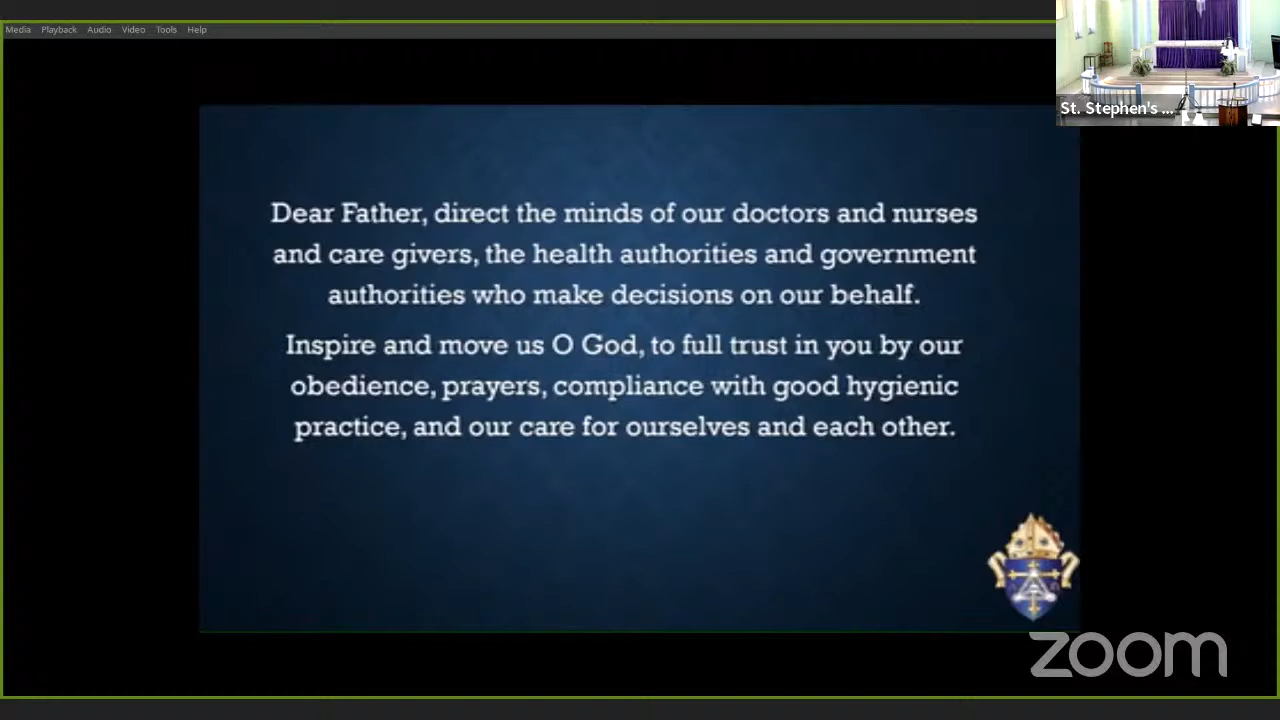 Media Playback Audio Video Tools Help
St. Stephen's ...
Dear Father, direct the minds of our doctors and nurses
and care givers, the health authorities and government
authorities who make decisions on our behalf.
Inspire and move us O God, to full trust in you by our
obedience, prayers, compliance with good hygienic
practice, and our care for ourselves and each other.
zoom